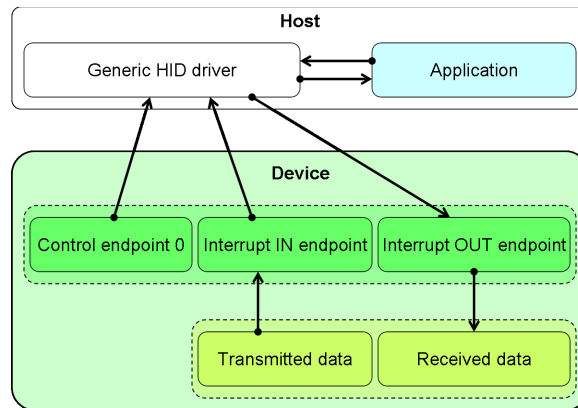 Host
Generic HID driver
Application
Device
Control endpoint 0
Interrupt IN endpoint
Interrupt OUT endpoint
Transmitted data
Received data